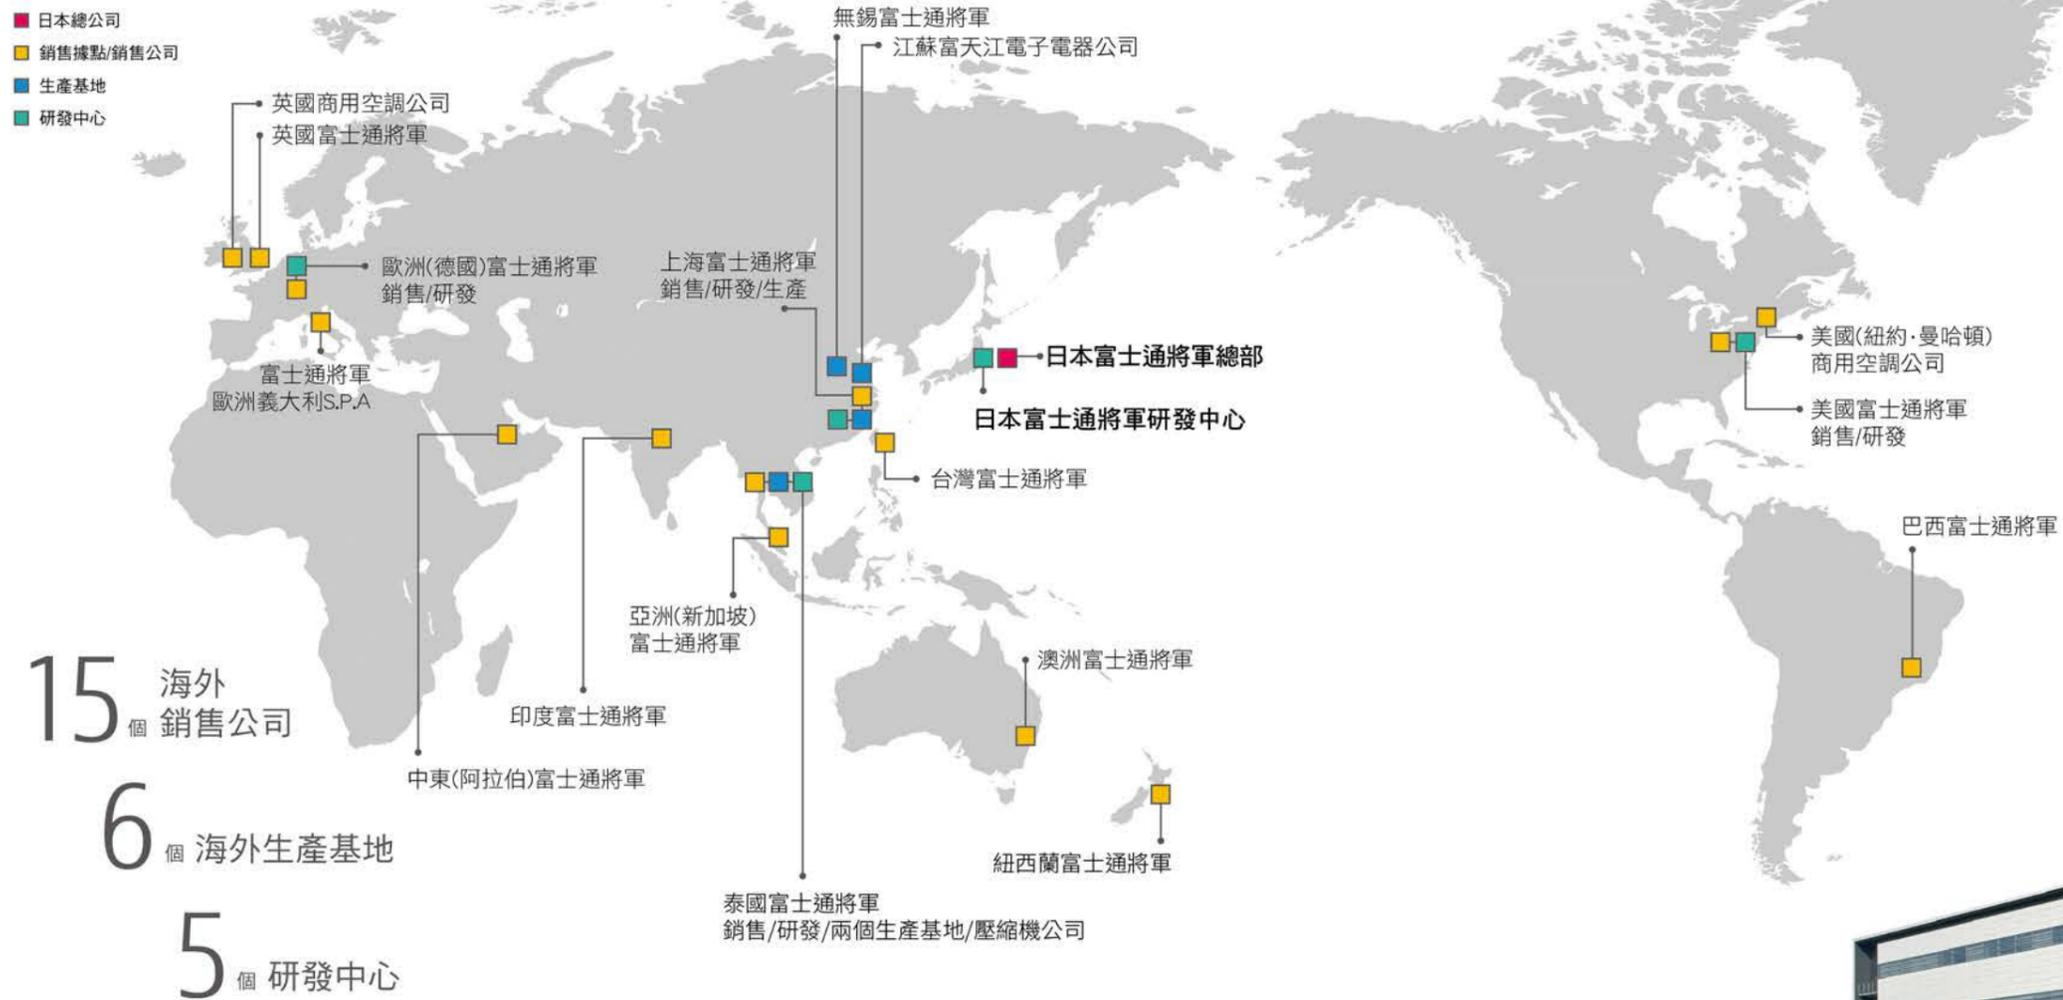 日本總公司
銷售據點/銷售公司
生產基地
研發中心
無錫富士通將軍
江蘇富天江電子電器公司
英國商用空調公司
英國富士通將軍
歐洲(德國)富士通將軍
銷售/研發
上海富士通將軍
銷售/研發/生產
富士通將軍
歐洲義大利S.P.A
日本富士通將軍總部
日本富士通將軍研發中心
台灣富士通將軍
美國(紐約·曼哈頓)
商用空調公司
美國富士通將軍
銷售/研發
巴西富士通將軍
亞洲(新加坡)
富士通將軍
澳洲富士通將軍
印度富士通將軍
中東(阿拉伯)富士通將軍
紐西蘭富士通將軍
泰國富士通將軍
銷售/研發/兩個生產基地/壓縮機公司
15個 海外
銷售公司
6個 海外生產基地
5個 研發中心